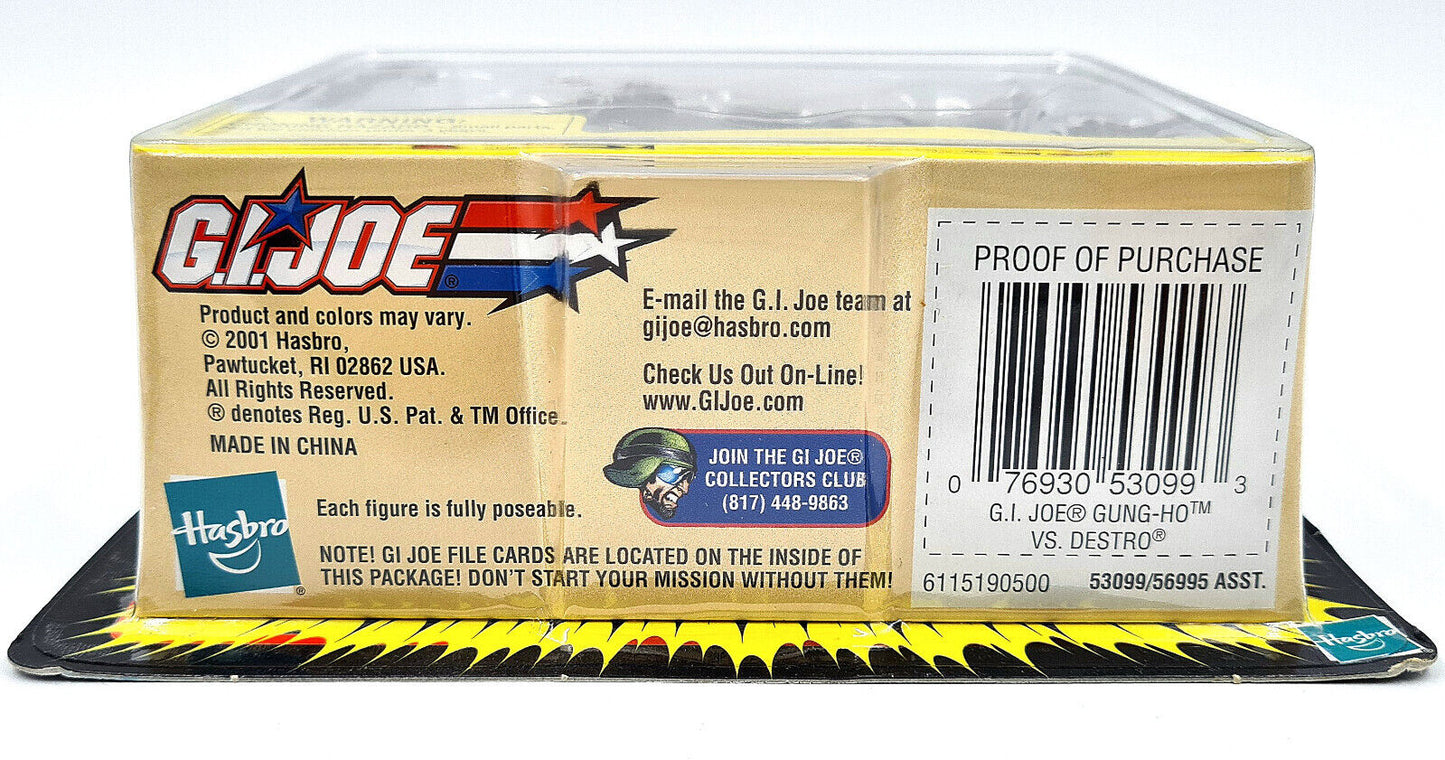 WARNING:
G.I.JOE®
Product and colors may vary.
© 2001 Hasbro,
Pawtucket, RI 02862 USA.
All Rights Reserved.
® denotes Reg. U.S. Pat. & TM Office.
MADE IN CHINA
Hasbro
®
Each figure is fully poseable.
NOTE! GI JOE FILE CARDS ARE LOCATED ON THE INSIDE OF
THIS PACKAGE! DON'T START YOUR MISSION WITHOUT THEM!
E-mail the G.I. Joe team at
gijoe@hasbro.com
Check Us Out On-Line!
www.GIJoe.com
JOIN THE GI JOE®
COLLECTORS CLUB
(817) 448-9863
PROOF OF PURCHASE
0 76930 53099 3
G.I. JOE® GUNG-HO™
VS. DESTRO®
6115190500 53099/56995 ASST.
Hasbro